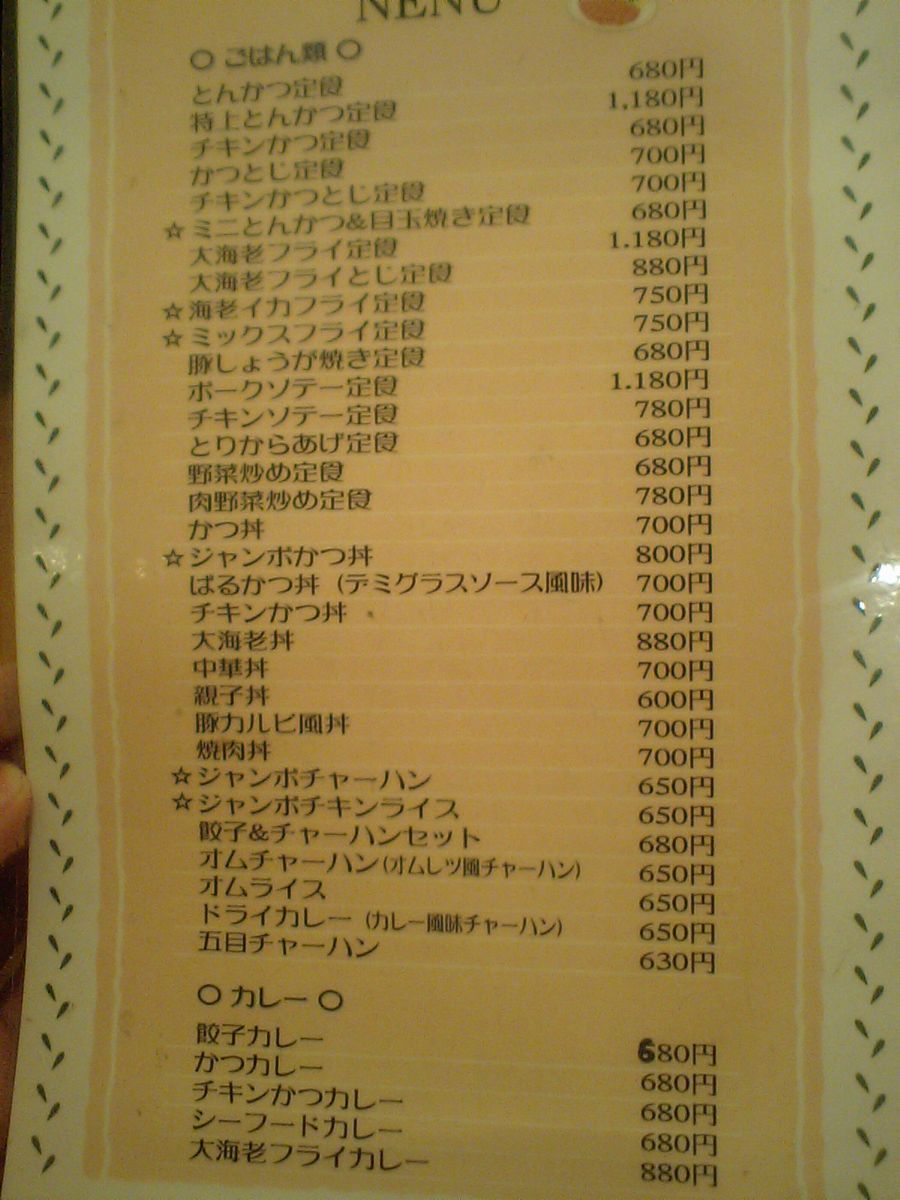 MENU
○ ごはん類 ○
とんかつ定食 680円
特上とんかつ定食 1,180円
チキンかつ定食 680円
かつとじ定食 700円
チキンかつとじ定食 700円
☆ミニとんかつ&目玉焼き定食 680円
大海老フライ定食 1.180円
大海老フライとじ定食 880円
☆海老イカフライ定食 750円
☆ミックスフライ定食 750円
豚しょうが焼き定食 680円
ポークソテー定食 1.180円
チキンソテー定食 780円
とりからあげ定食 680円
野菜炒め定食 680円
肉野菜炒め定食 780円
かつ丼 700円
☆ジャンボかつ丼 800円
ばるかつ丼 (デミグラスソース風味) 700円
チキンかつ丼 700円
大海老丼 880円
中華丼 700円
親子丼 600円
豚カルビ風丼 700円
焼肉丼 700円
☆ジャンボチャーハン 650円
☆ジャンボチキンライス 650円
餃子&チャーハンセット 680円
オムチャーハン(オムレツ風チャーハン) 650円
オムライス 650円
ドライカレー (カレー風味チャーハン) 650円
五目チャーハン 630円
○ カレー ○
餃子カレー 680円
かつカレー 680円
チキンかつカレー 680円
シーフードカレー 680円
大海老フライカレー 880円